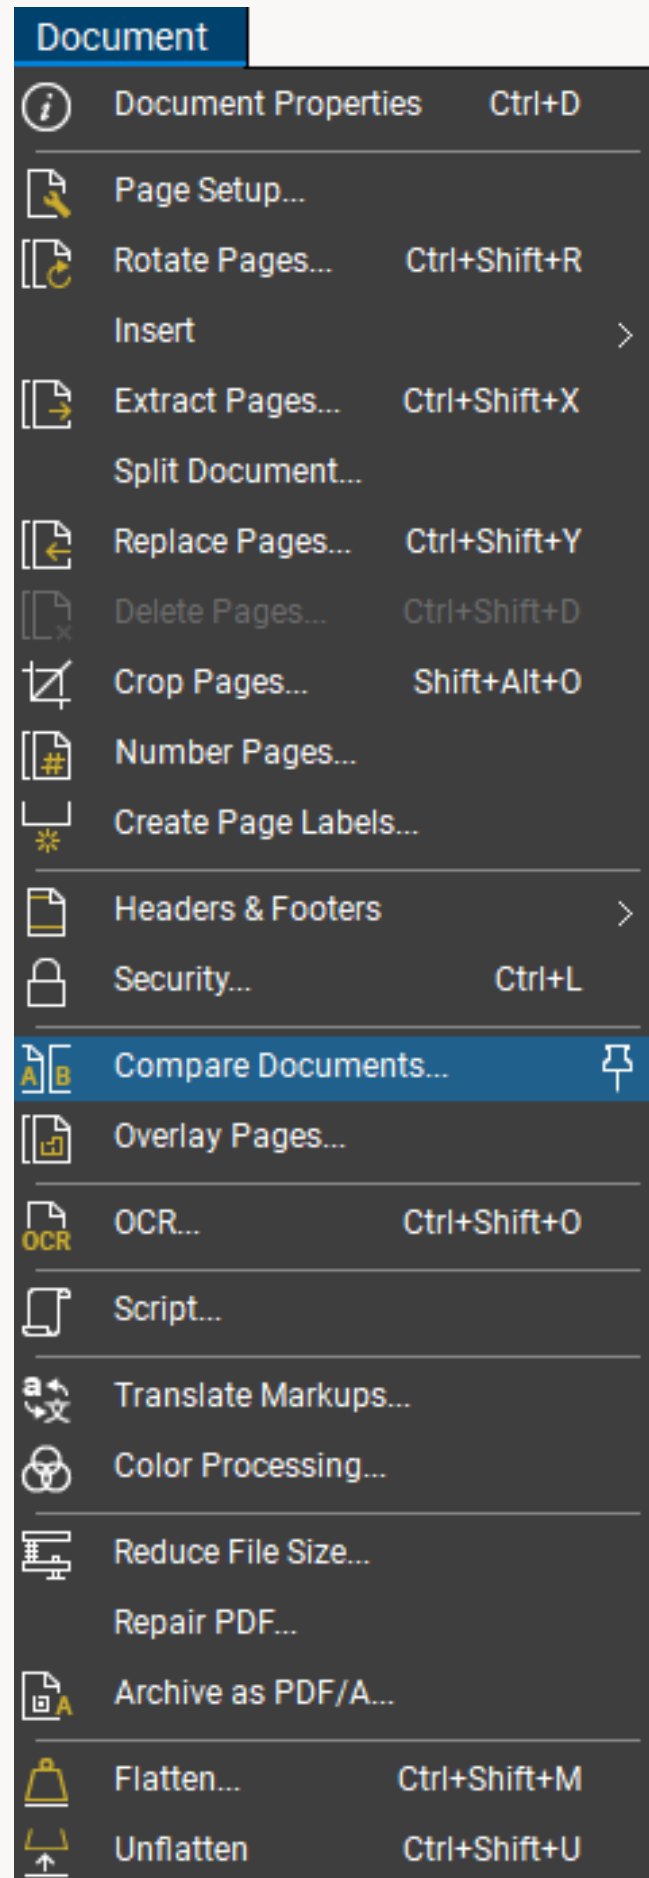 Document
Document Properties Ctrl+D
Page Setup...
Rotate Pages... Ctrl+Shift+R
Insert
Extract Pages... Ctrl+Shift+X
Split Document...
Replace Pages... Ctrl+Shift+Y
Delete Pages... Ctrl+Shift+D
Crop Pages... Shift+Alt+O
# Number Pages...
Create Page Labels...
Headers & Footers
Security... Ctrl+L
A B Compare Documents...
Overlay Pages...
OCR OCR... Ctrl+Shift+O
Script...
a 文 Translate Markups...
Color Processing...
Reduce File Size...
Repair PDF...
A Archive as PDF/A...
Flatten... Ctrl+Shift+M
Unflatten Ctrl+Shift+U